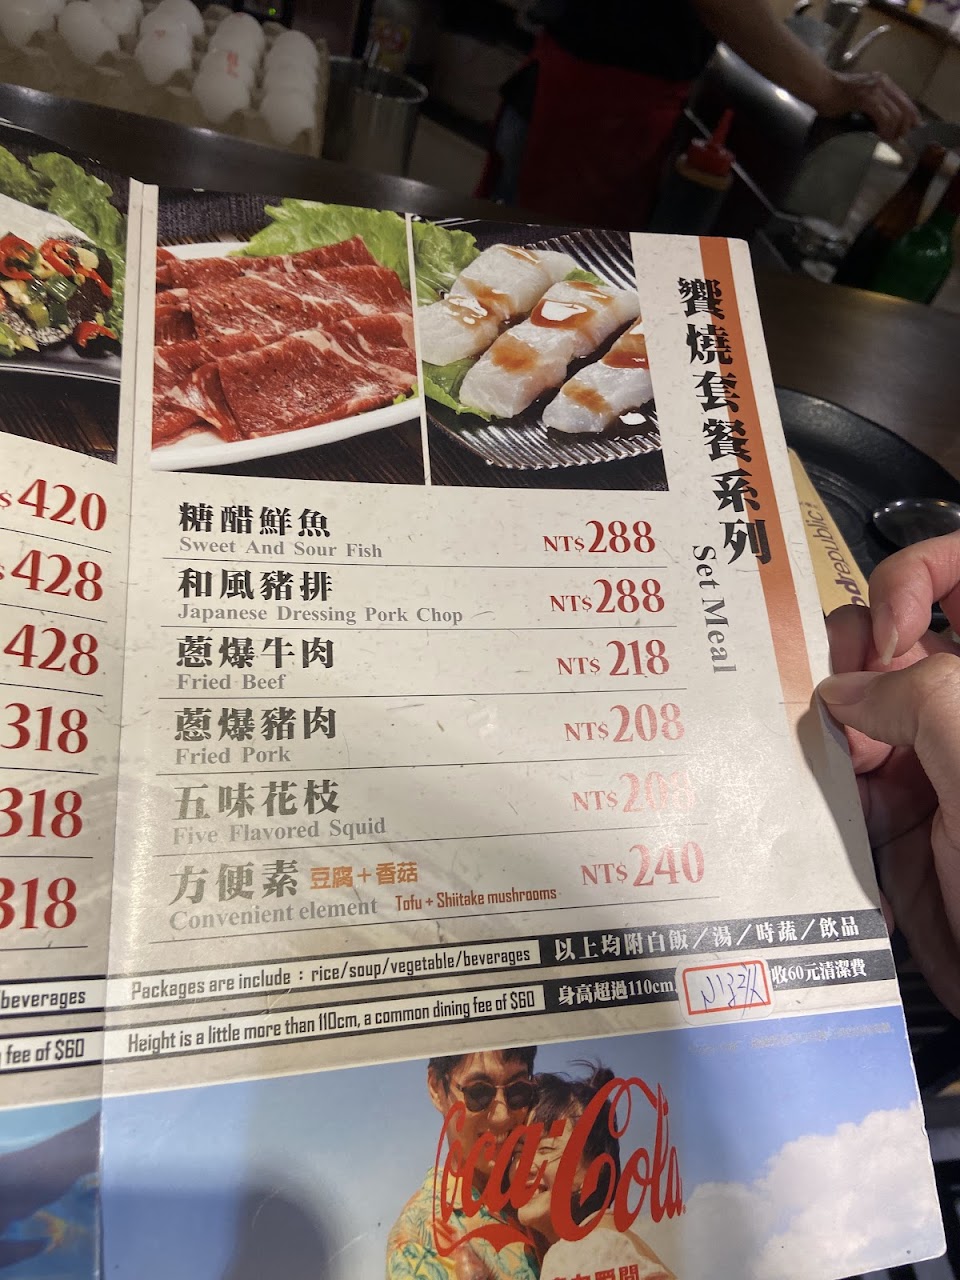 饗燒套餐系列
Set Meal
420
428
428
318
318
318
beverages
fee of $60
糖醋鮮魚
Sweet And Sour Fish
NT$288
和風豬排
Japanese Dressing Pork Chop
NT$288
蔥爆牛肉
Fried Beef
NT$218
蔥爆豬肉
Fried Pork
NT$208
五味花枝
Five Flavored Squid
NT$208
方便素 豆腐+香菇
Convenient element Tofu + Shiitake mushrooms
NT$240
Packages are include : rice/soup/vegetable/beverages
以上均附白飯/湯/時蔬/飲品
Height is a little more than 110cm, a common dining fee of $60
身高超過110cm,
收60元清潔費
Coca-Cola